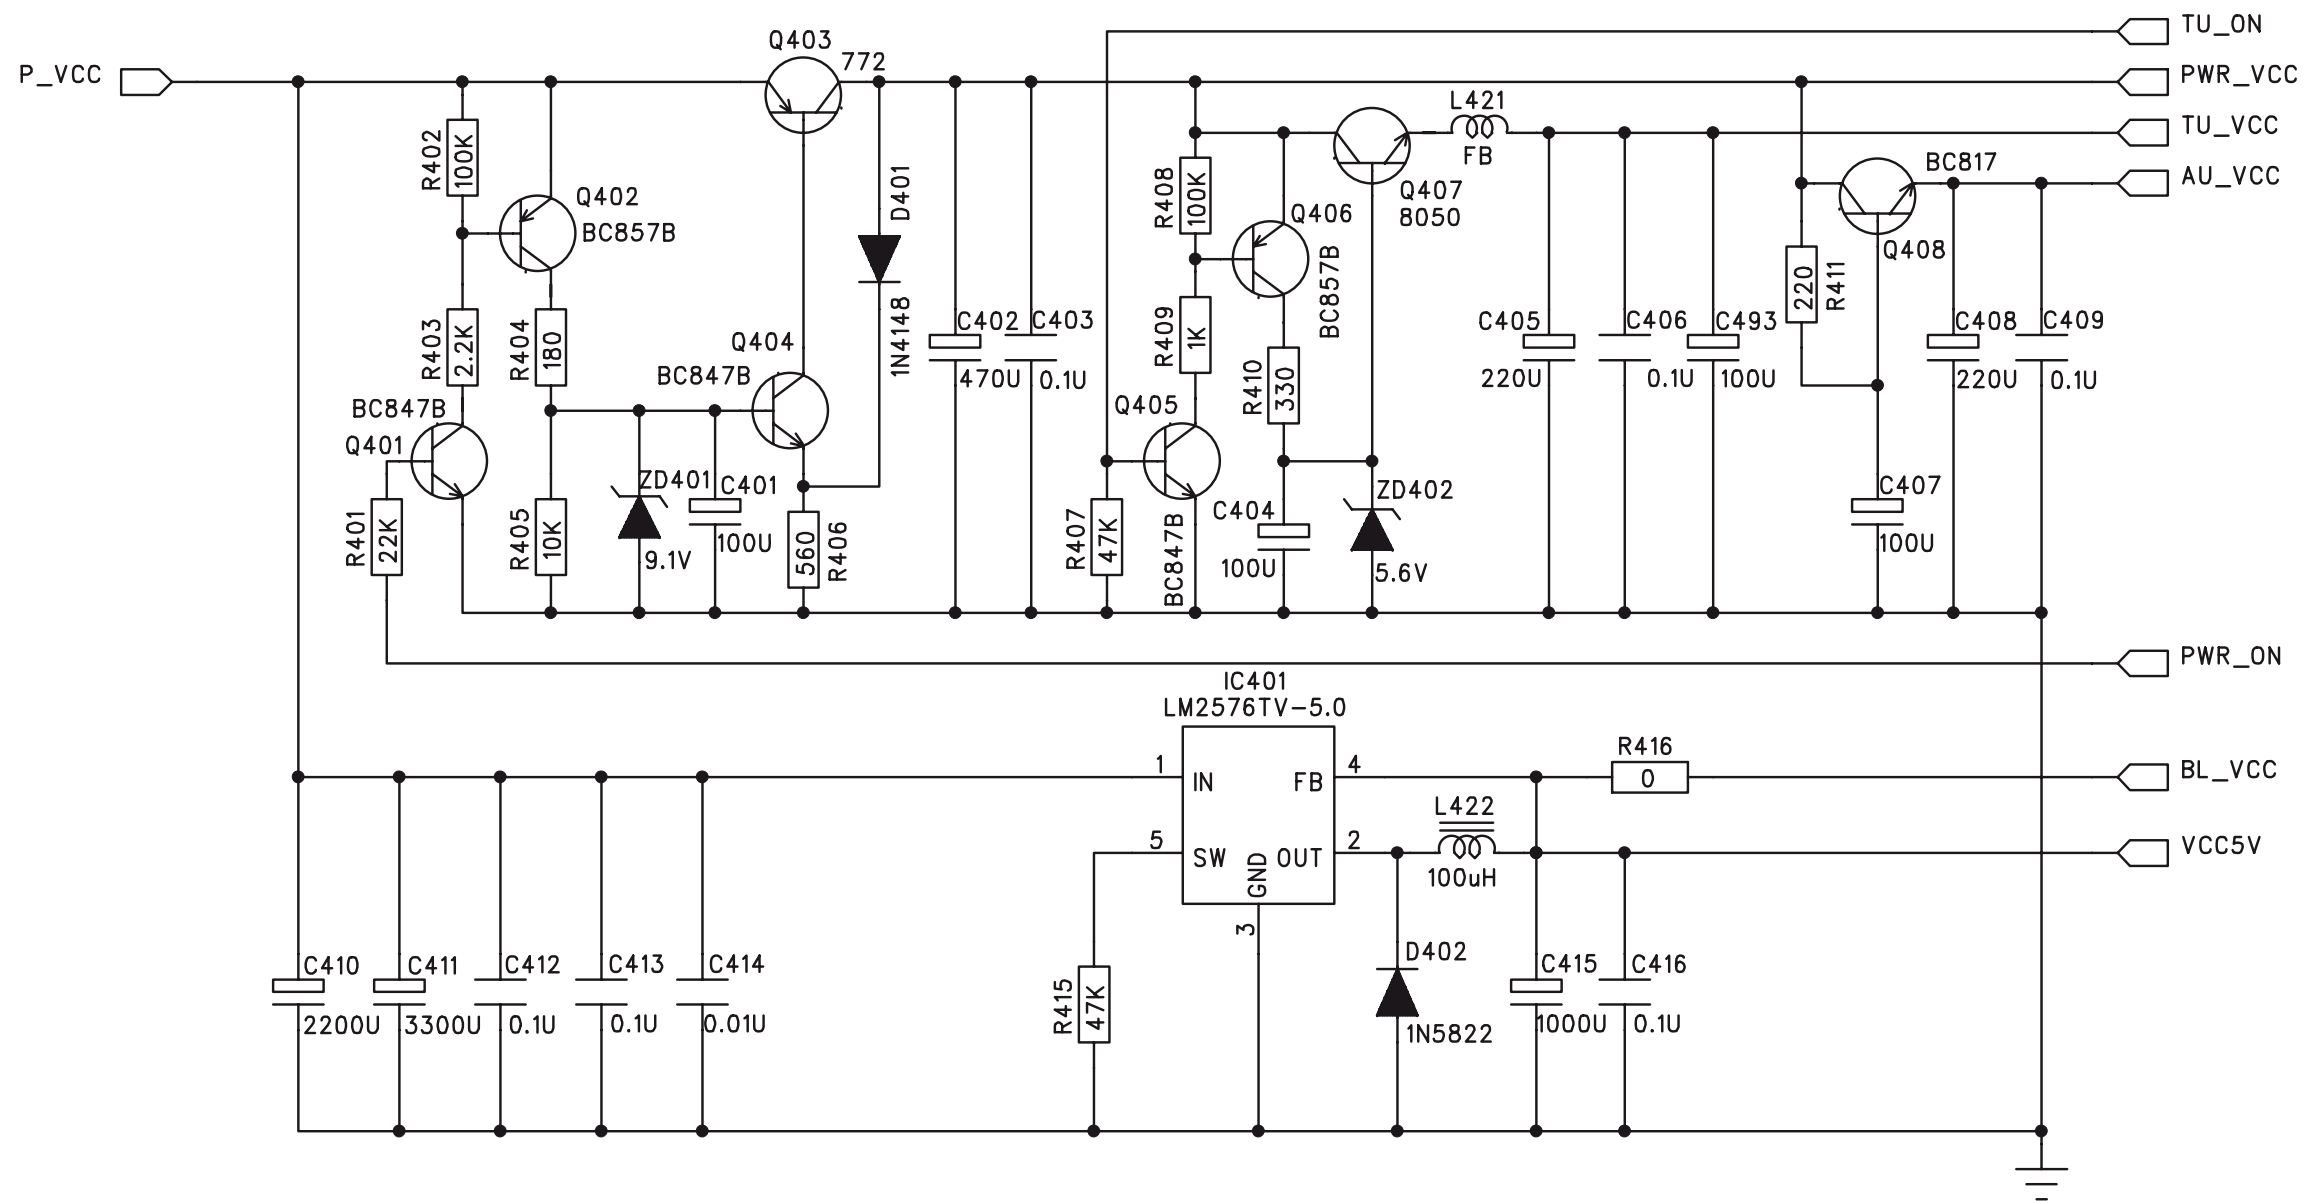 TU_ON
Q403
772
P_VCC
PWR_VCC
L421
FB
TU_VCC
BC817
AU_VCC
R402
100K
Q402
BC857B
D401
1N4148
R408
100K
Q406
BC857B
Q407
8050
Q408
220
R411
R403
2.2K
R404
180
Q404
BC847B
C402
470U
C403
0.1U
R409
1K
R410
330
C405
220U
C406
0.1U
C493
100U
C408
220U
C409
0.1U
BC847B
Q401
Q405
R401
22K
R405
10K
ZD401
9.1V
C401
100U
560
R406
R407
47K
BC847B
C404
100U
ZD402
5.6V
C407
100U
PWR_ON
IC401
LM2576TV-5.0
1
IN
FB
4
R416
0
BL_VCC
5
SW
GND
OUT
2
3
L422
100uH
VCC5V
C410
2200U
C411
3300U
C412
0.1U
C413
0.1U
C414
0.01U
R415
47K
D402
1N5822
C415
1000U
C416
0.1U